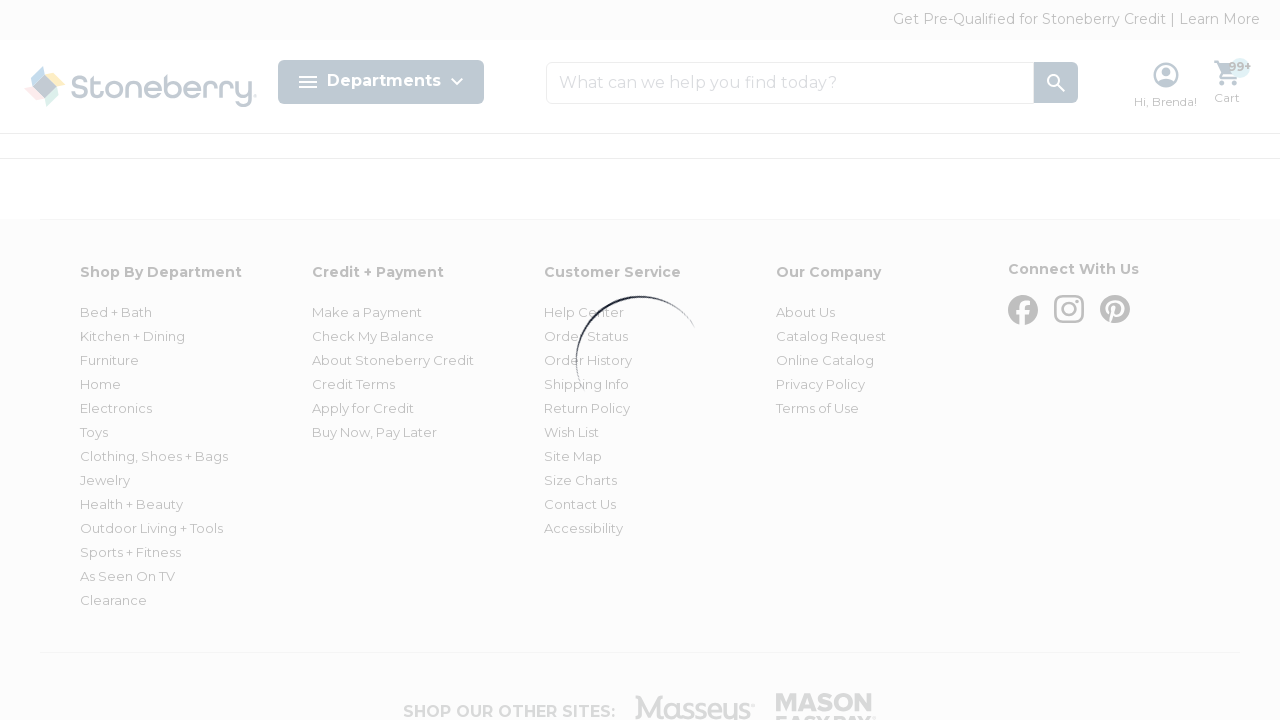 Get Pre-Qualified for Stoneberry Credit | Learn More
Stoneberry
Departments
What can we help you find today?
Hi, Brenda!
99+
Cart
Shop By Department
Bed + Bath
Kitchen + Dining
Furniture
Home
Electronics
Toys
Clothing, Shoes + Bags
Jewelry
Health + Beauty
Outdoor Living + Tools
Sports + Fitness
As Seen On TV
Clearance
Credit + Payment
Make a Payment
Check My Balance
About Stoneberry Credit
Credit Terms
Apply for Credit
Buy Now, Pay Later
Customer Service
Help Center
Order Status
Order History
Shipping Info
Return Policy
Wish List
Site Map
Size Charts
Contact Us
Accessibility
Our Company
About Us
Catalog Request
Online Catalog
Privacy Policy
Terms of Use
Connect With Us
SHOP OUR OTHER SITES:
Masseys
MASON
EASY-PAY